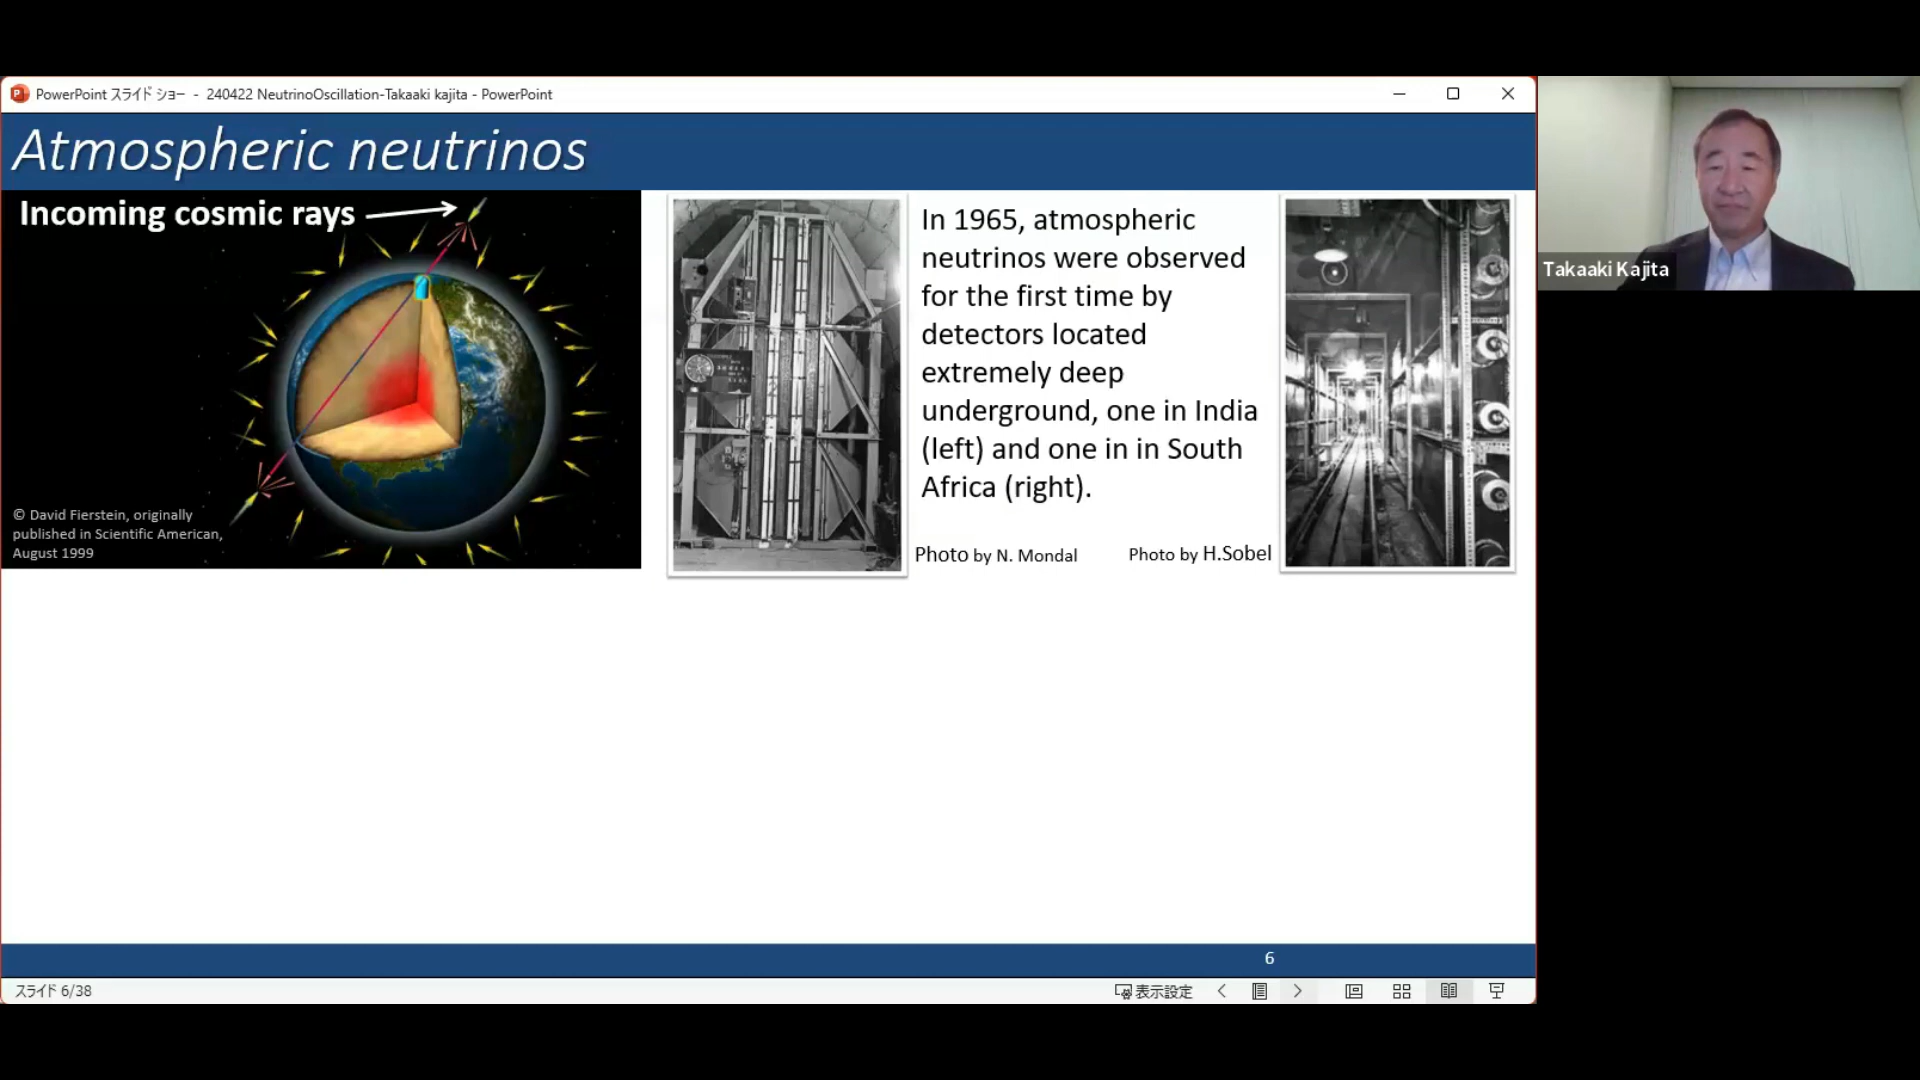 PowerPoint スライド ショー - 240422 NeutrinoOscillation-Takaaki kajita - PowerPoint
Atmospheric neutrinos
Incoming cosmic rays
© David Fierstein, originally
published in Scientific American,
August 1999
In 1965, atmospheric
neutrinos were observed
for the first time by
detectors located
extremely deep
underground, one in India
(left) and one in in South
Africa (right).
Photo by N. Mondal
Photo by H.Sobel
Takaaki Kajita
6
スライド 6/38
表示設定